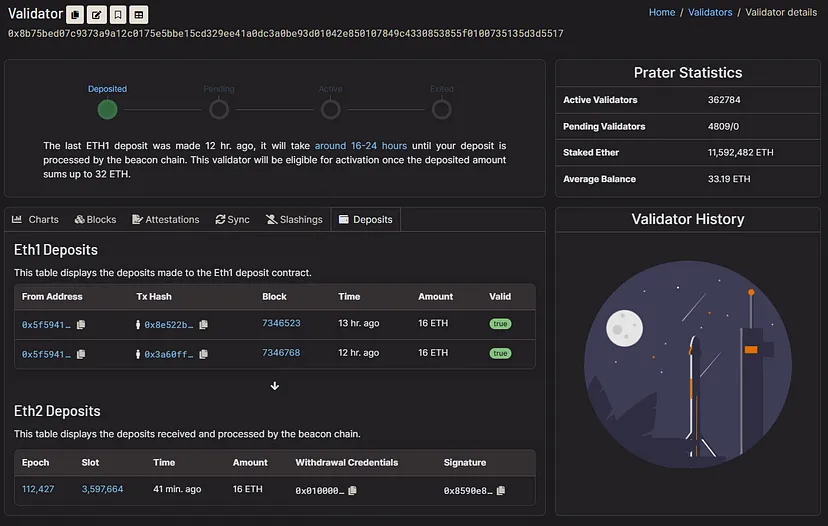 Validator
Home / Validators / Validator details
0x8b75bed07c9373a9a12c0175e5bbe15cd329ee41a0dc3a0be93d01042e850107849c4330853855f0100735135d3d5517
Deposited Pending Active Exited
The last ETH1 deposit was made 12 hr. ago, it will take around 16-24 hours until your deposit is
processed by the beacon chain. This validator will be eligible for activation once the deposited amount
sums up to 32 ETH.
Prater Statistics
Active Validators 362784
Pending Validators 4809/0
Staked Ether 11,592,482 ETH
Average Balance 33.19 ETH
Charts Blocks Attestations Sync Slashings Deposits
Eth1 Deposits
This table displays the deposits made to the Eth1 deposit contract.
From Address Tx Hash Block Time Amount Valid
0x5f5941… 0x8e522b… 7346523 13 hr. ago 16 ETH true
0x5f5941… 0x3a60ff… 7346768 12 hr. ago 16 ETH true
Eth2 Deposits
This table displays the deposits received and processed by the beacon chain.
Epoch Slot Time Amount Withdrawal Credentials Signature
112,427 3,597,664 41 min. ago 16 ETH 0x010000… 0x8590e8…
Validator History